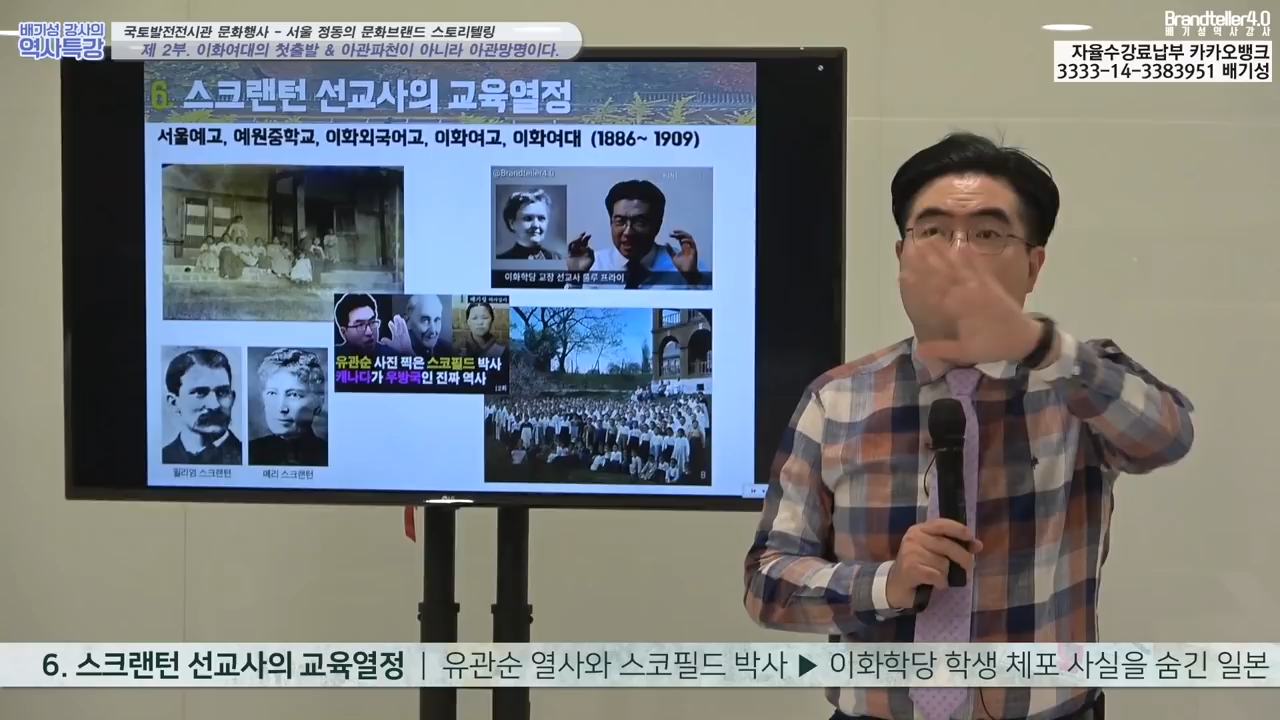 배기성 강사의
역사특강
국토발전전시관 문화행사 - 서울 정동의 문화브랜드 스토리텔링
제 2부. 이화여대의 첫출발 & 아관파천이 아니라 아관망명이다.
Brandteller4.0
배기성역사강사
자율수강료납부 카카오뱅크
3333-14-3383951 배기성
6. 스크랜턴 선교사의 교육열정
서울예고, 예원중학교, 이화외국어고, 이화여고, 이화여대 (1886~ 1909)
@Brandteller4.0
이화학당 교장 선교사 룰루 프라이
배기성 역사강사
유관순 사진 찍은 스코필드 박사
캐나다가 우방국인 진짜 역사
윌리엄 스크랜턴
메리 스크랜턴
LG
6. 스크랜턴 선교사의 교육열정 | 유관순 열사와 스코필드 박사 ▶ 이화학당 학생 체포 사실을 숨긴 일본